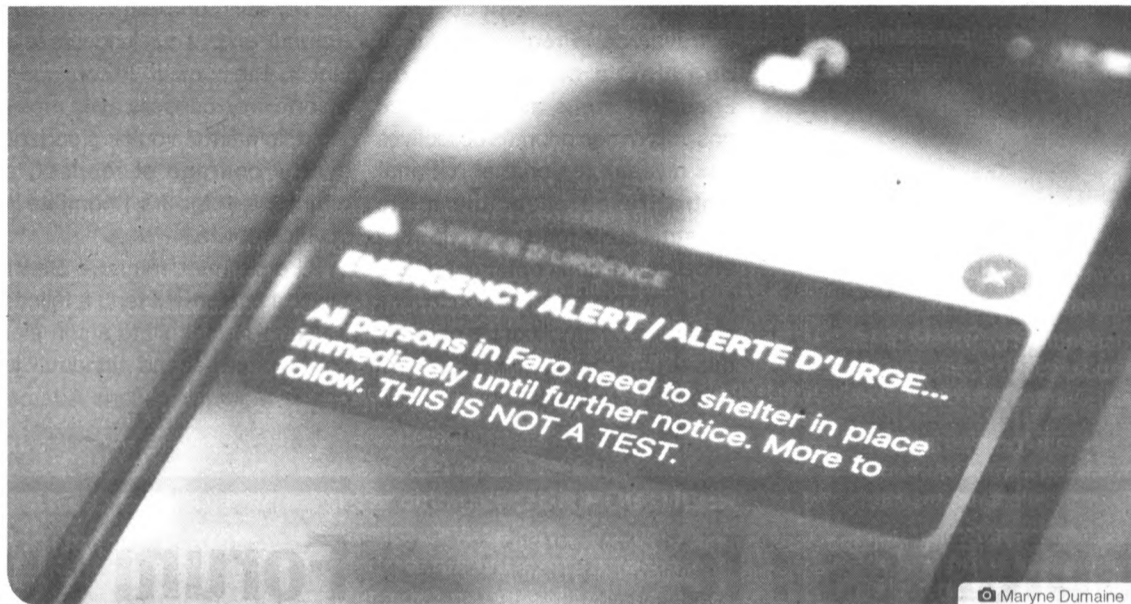 ALERTES D'URGENCE
EMERGENCY ALERT / ALERTE D'URGE...
All persons in Faro need to shelter in place
immediately until further notice. More to
follow. THIS IS NOT A TEST.
Maryne Dumaine